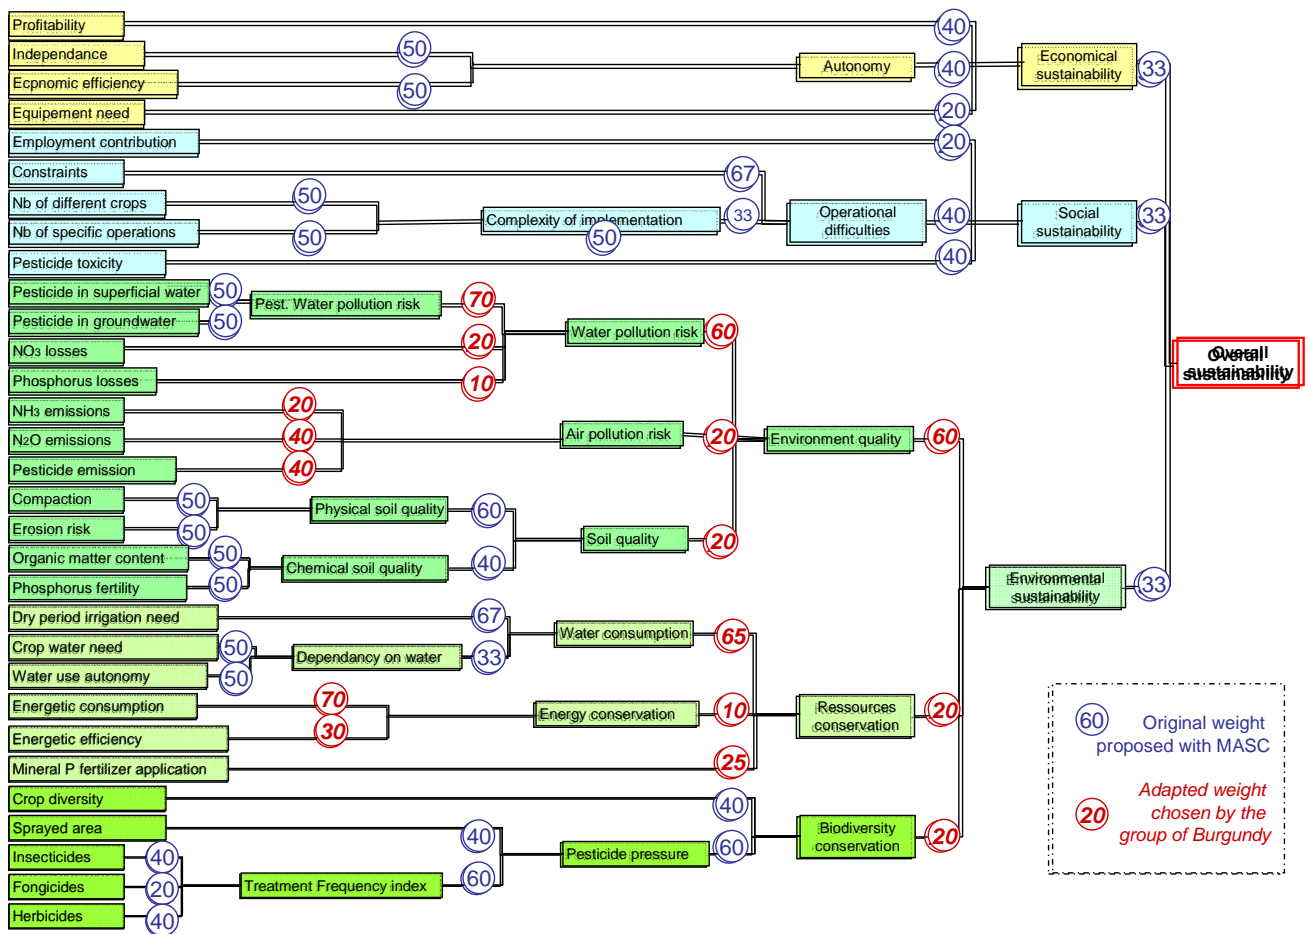 Profitability
40
Independance
50
Autonomy
40
Economical
sustainability
33
Ecpnomic efficiency
50
Equipement need
20
Employment contribution
20
Constraints
67
Nb of different crops
50
Complexity of implementation
33
50
Operational
difficulties
40
Social
sustainability
33
Nb of specific operations
50
Pesticide toxicity
40
Pesticide in superficial water
50
Pest. Water pollution risk
70
Pesticide in groundwater
50
Water pollution risk
60
NO3 losses
20
Phosphorus losses
10
Overall
sustainability
NH3 emissions
20
N2O emissions
40
Air pollution risk
20
Environment quality
60
Pesticide emission
40
Compaction
50
Physical soil quality
60
Erosion risk
50
Soil quality
20
Organic matter content
50
Chemical soil quality
40
Phosphorus fertility
50
Environmental
sustainability
33
Dry period irrigation need
67
Water consumption
65
Crop water need
50
Dependancy on water
33
Water use autonomy
50
Energetic consumption
70
Energy conservation
10
Ressources
conservation
20
Energetic efficiency
30
Mineral P fertilizer application
25
Crop diversity
40
Sprayed area
40
Biodiversity
conservation
20
Insecticides
40
Pesticide pressure
60
Fongicides
20
Treatment Frequency index
60
Herbicides
40
60
Original weight
proposed with MASC
20
Adapted weight
chosen by the
group of Burgundy